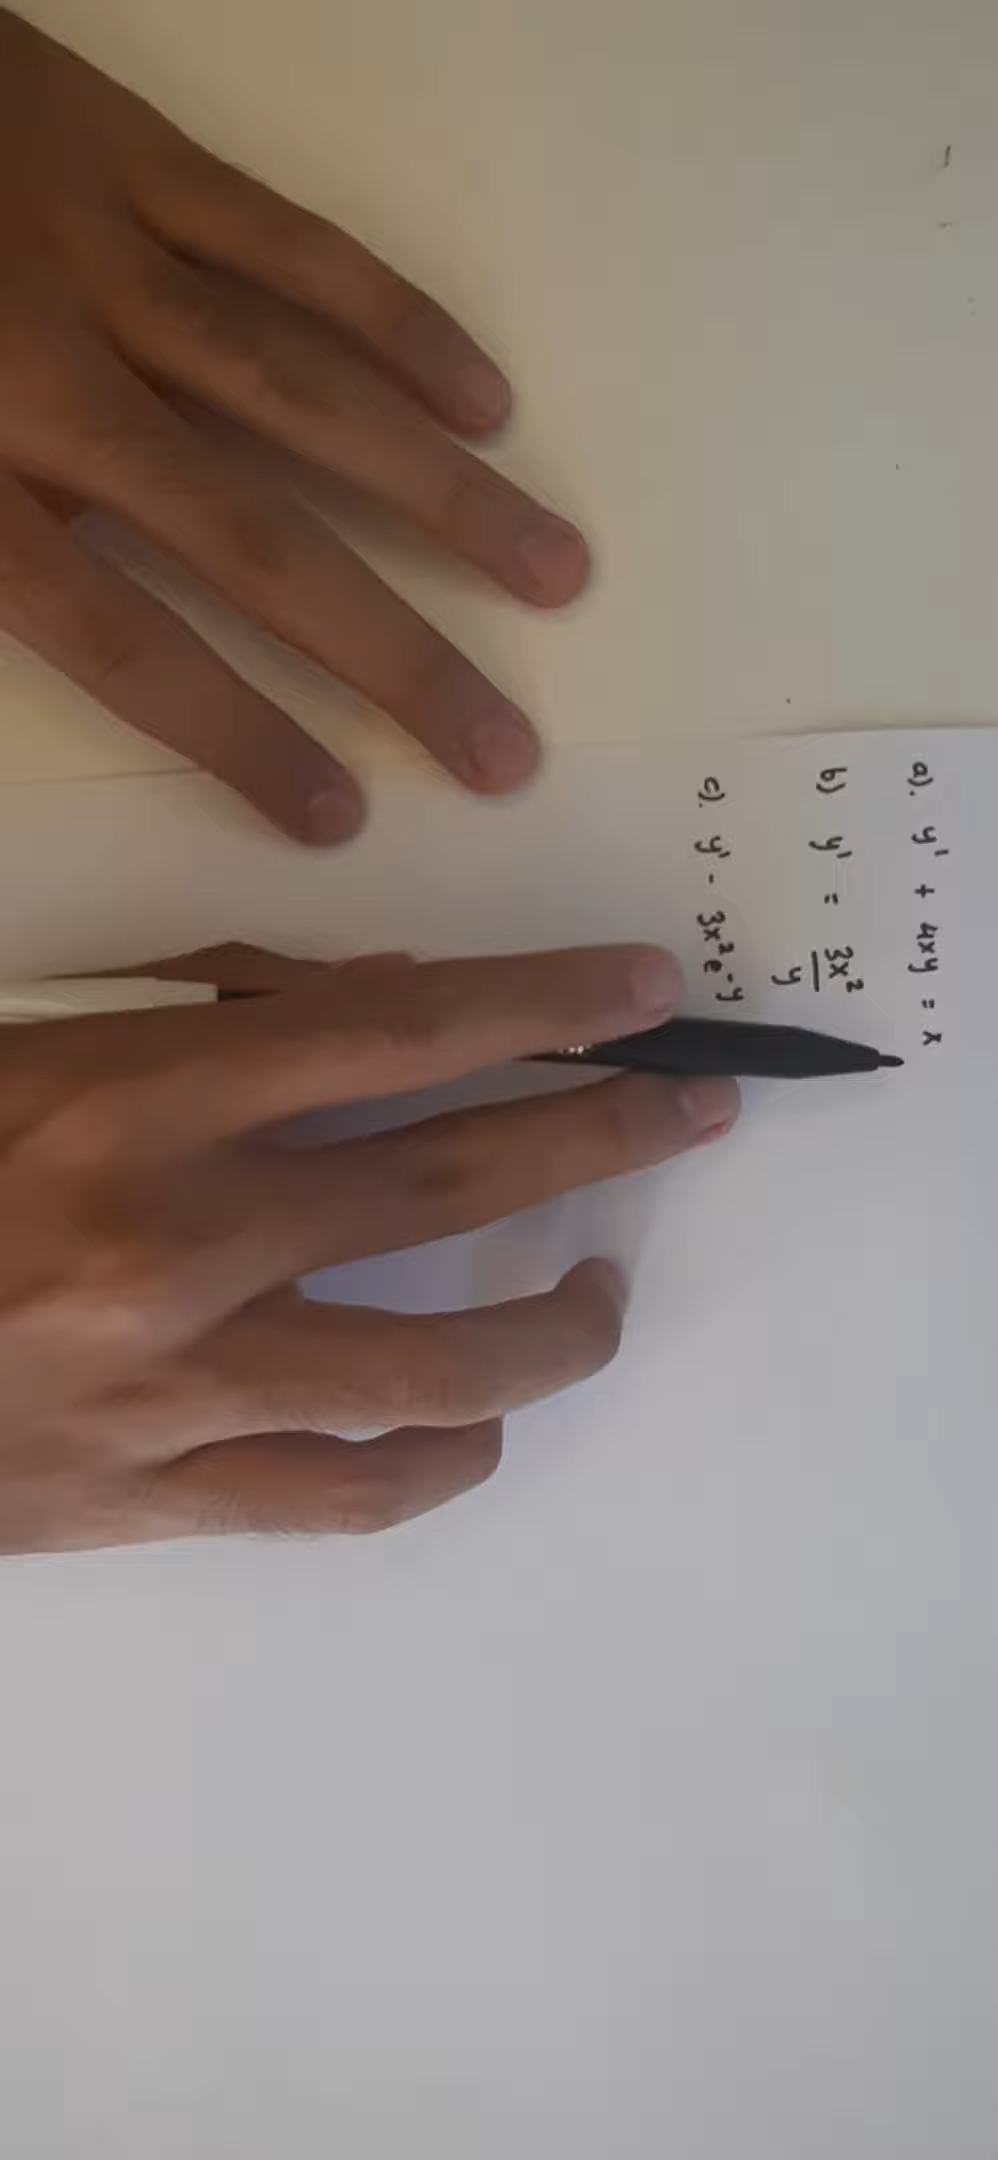 a). y' + 4xy = x
b) y' = 3x²/y
c). y' - 3x²e^-y